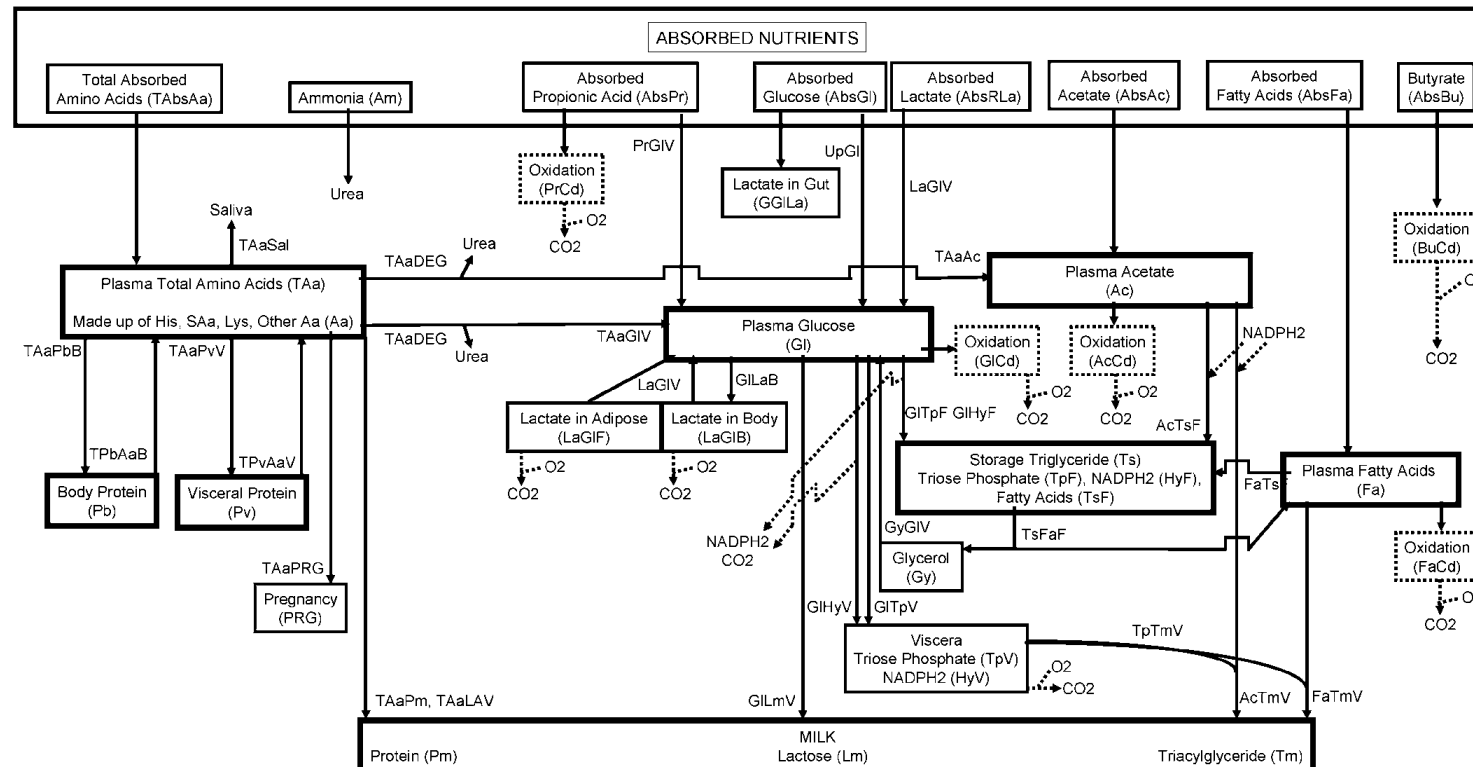 ABSORBED NUTRIENTS
Total Absorbed
Amino Acids (TAbsAa)
Ammonia (Am)
Absorbed
Propionic Acid (AbsPr)
Absorbed
Glucose (AbsGl)
Absorbed
Lactate (AbsRLa)
Absorbed
Acetate (AbsAc)
Absorbed
Fatty Acids (AbsFa)
Butyrate
(AbsBu)
PrGlV
UpGl
LaGlV
Urea
Oxidation
(PrCd)
O2
CO2
Lactate in Gut
(GGlLa)
Oxidation
(BuCd)
O
CO2
Saliva
TAaSal
TAaDEG
Urea
TAaAc
Plasma Total Amino Acids (TAa)
Made up of His, SAa, Lys, Other Aa (Aa)
Plasma Acetate
(Ac)
TAaDEG
Urea
TAaGlV
Plasma Glucose
(Gl)
Oxidation
(GlCd)
O2
CO2
Oxidation
(AcCd)
O2
CO2
NADPH2
TAaPbB
TAaPvV
LaGlV
GlLaB
Lactate in Adipose
(LaGlF)
O2
CO2
Lactate in Body
(LaGlB)
O2
CO2
GlTpF GlHyF
AcTsF
TPbAaB
TPvAaV
Body Protein
(Pb)
Visceral Protein
(Pv)
Storage Triglyceride (Ts)
Triose Phosphate (TpF), NADPH2 (HyF),
Fatty Acids (TsF)
FaTs
Plasma Fatty Acids
(Fa)
NADPH2
CO2
GyGlV
TsFaF
Glycerol
(Gy)
Oxidation
(FaCd)
O
CO2
TAaPRG
Pregnancy
(PRG)
GlHyV
GlTpV
Viscera
Triose Phosphate (TpV)
NADPH2 (HyV)
O2
CO2
TpTmV
TAaPm, TAaLAV
GlLmV
AcTmV
FaTmV
MILK
Protein (Pm)
Lactose (Lm)
Triacylglyceride (Tm)